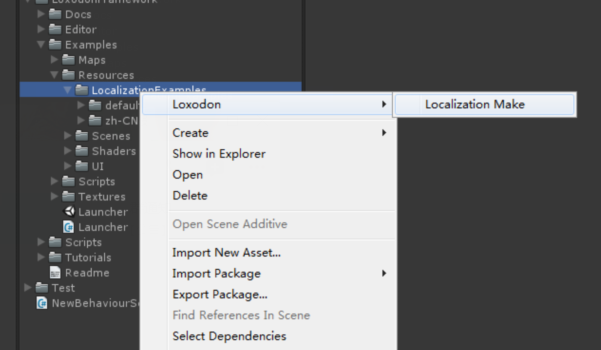 LoxodonFramework
Docs
Editor
Examples
Maps
Resources
LocalizationExamples
zh-CN
Scenes
Shaders
UI
Scripts
Textures
Launcher
Launcher
Scripts
Tutorials
Readme
Test
Loxodon
Localization Make
Create
Show in Explorer
Open
Delete
Open Scene Additive
Import New Asset...
Import Package
Export Package...
Find References In Scene
Select Dependencies